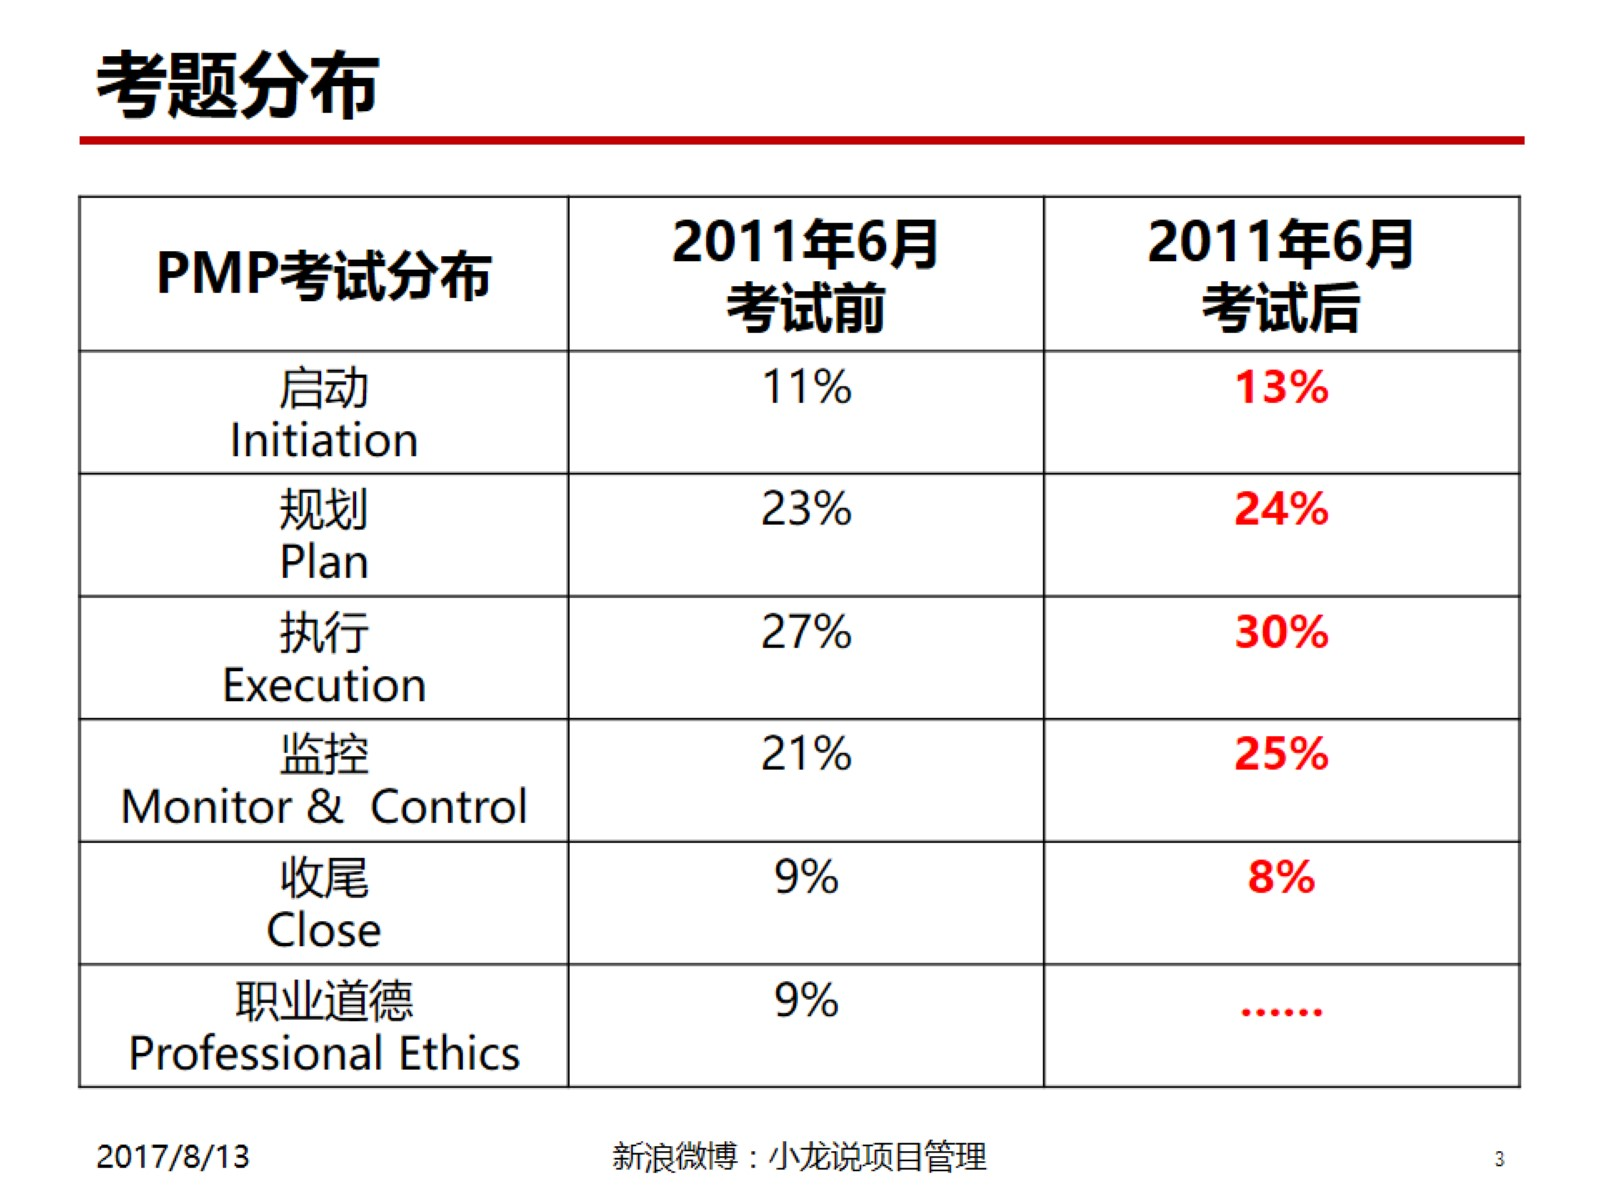 考题分布
PMP考试分布
2011年6月
考试前
2011年6月
考试后
启动
Initiation
11%
13%
规划
Plan
23%
24%
执行
Execution
27%
30%
监控
Monitor &  Control
21%
25%
收尾
Close
9%
8%
职业道德
Professional Ethics
9%
......
2017/8/13
新浪微博：小龙说项目管理
3